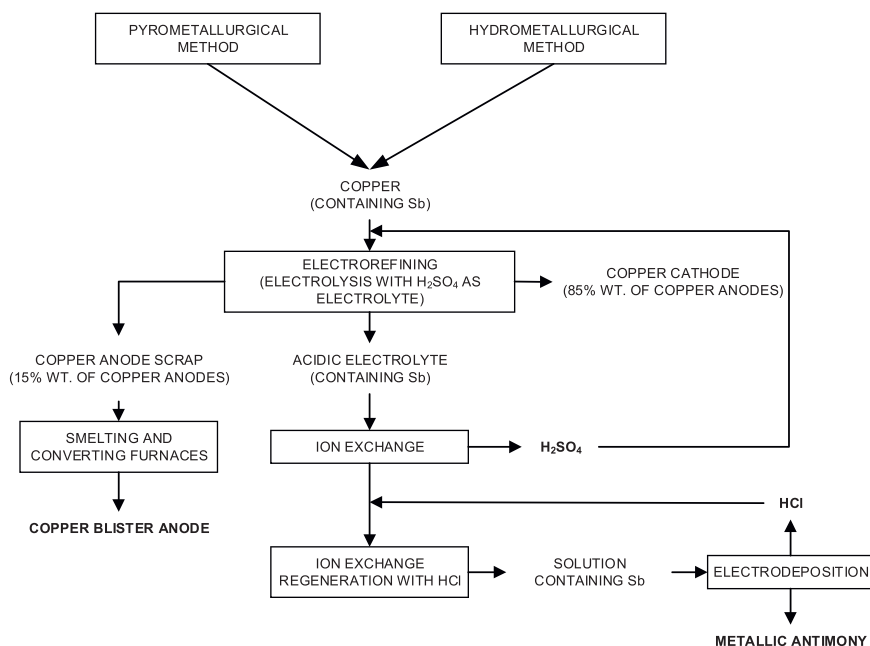 PYROMETALLURGICAL
METHOD
HYDROMETALLURGICAL
METHOD
COPPER
(CONTAINING Sb)
ELECTROREFINING
(ELECTROLYSIS WITH H₂SO₄ AS
ELECTROLYTE)
COPPER CATHODE
(85% WT. OF COPPER ANODES)
COPPER ANODE SCRAP
(15% WT. OF COPPER ANODES)
ACIDIC ELECTROLYTE
(CONTAINING Sb)
SMELTING AND
CONVERTING FURNACES
ION EXCHANGE
H₂SO₄
COPPER BLISTER ANODE
HCl
ION EXCHANGE
REGENERATION WITH HCl
SOLUTION
CONTAINING Sb
ELECTRODEPOSITION
METALLIC ANTIMONY